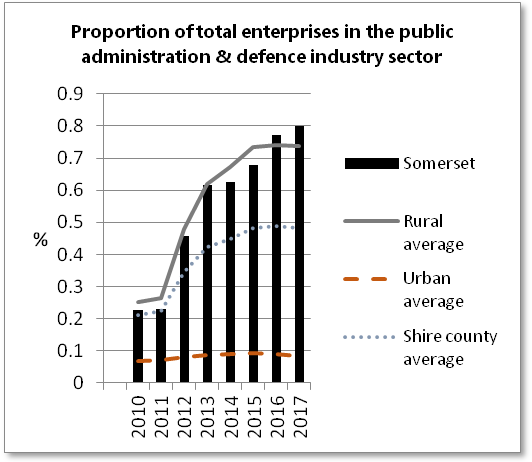 Proportion of total enterprises in the public
administration & defence industry sector
0.9
0.8
0.7
0.6
0.5
0.4
0.3
0.2
0.1
0
%
2010
2011
2012
2013
2014
2015
2016
2017
Somerset
Rural
average
Urban
average
Shire county
average